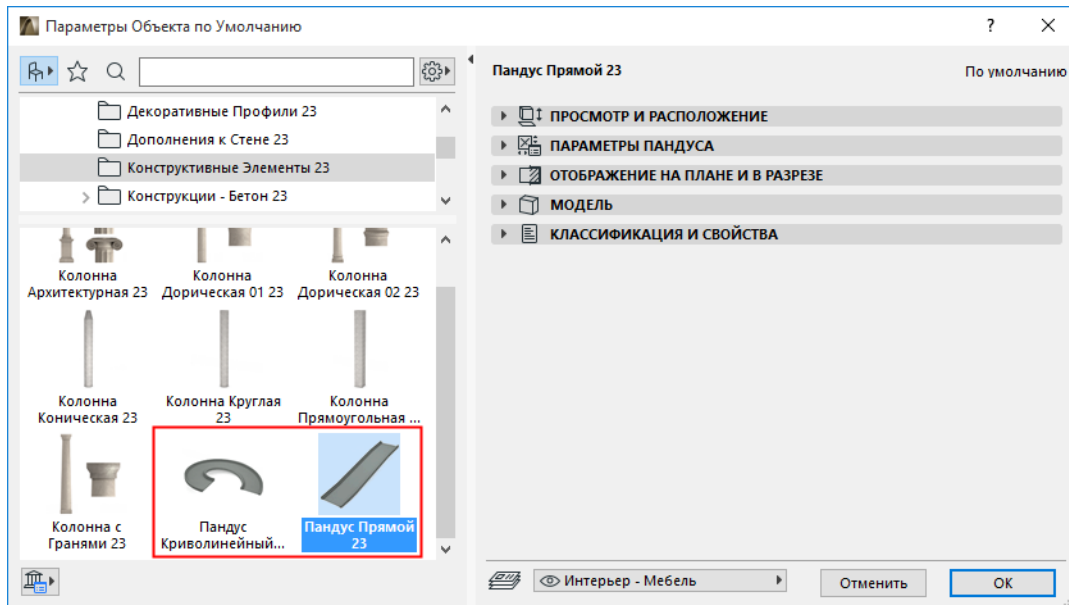 Параметры Объекта по Умолчанию
?
Декоративные Профили 23
Дополнения к Стене 23
Конструктивные Элементы 23
Конструкции - Бетон 23
Колонна
Архитектурная 23
Колонна
Дорическая 01 23
Колонна
Дорическая 02 23
Колонна
Коническая 23
Колонна Круглая
23
Колонна
Прямоугольная ...
Колонна с
Гранями 23
Пандус
Криволинейный...
Пандус Прямой
23
Пандус Прямой 23
По умолчанию
ПРОСМОТР И РАСПОЛОЖЕНИЕ
ПАРАМЕТРЫ ПАНДУСА
ОТОБРАЖЕНИЕ НА ПЛАНЕ И В РАЗРЕЗЕ
МОДЕЛЬ
КЛАССИФИКАЦИЯ И СВОЙСТВА
Интерьер - Мебель
Отменить
ОК